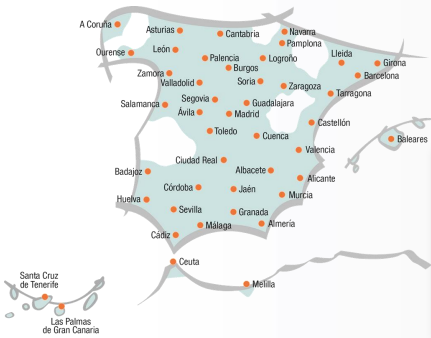 A Coruña
Asturias
Cantabria
Navarra
Pamplona
Ourense
León
Palencia
Burgos
Logroño
Lleida
Girona
Zamora
Valladolid
Soria
Zaragoza
Barcelona
Tarragona
Salamanca
Segovia
Guadalajara
Ávila
Madrid
Castellón
Toledo
Cuenca
Baleares
Valencia
Ciudad Real
Badajoz
Albacete
Alicante
Córdoba
Jaén
Murcia
Huelva
Sevilla
Granada
Almería
Cádiz
Málaga
Ceuta
Melilla
Santa Cruz
de Tenerife
Las Palmas
de Gran Canaria